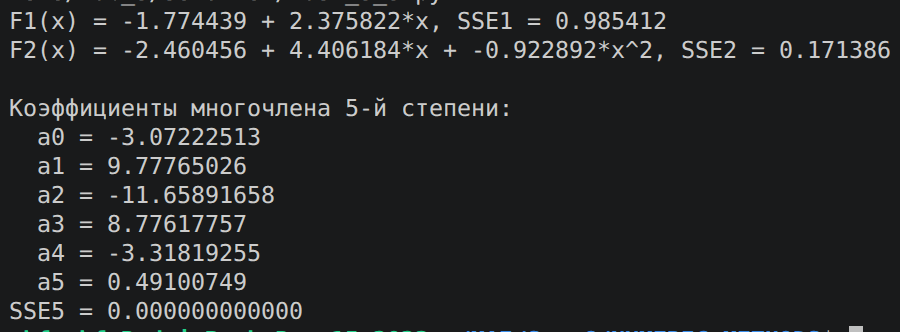 F1(x) = -1.774439 + 2.375822*x, SSE1 = 0.985412
F2(x) = -2.460456 + 4.406184*x + -0.922892*x^2, SSE2 = 0.171386
Коэффициенты многочлена 5-й степени:
a0 = -3.07222513
a1 = 9.77765026
a2 = -11.65891658
a3 = 8.77617757
a4 = -3.31819255
a5 = 0.49100749
SSE5 = 0.000000000000